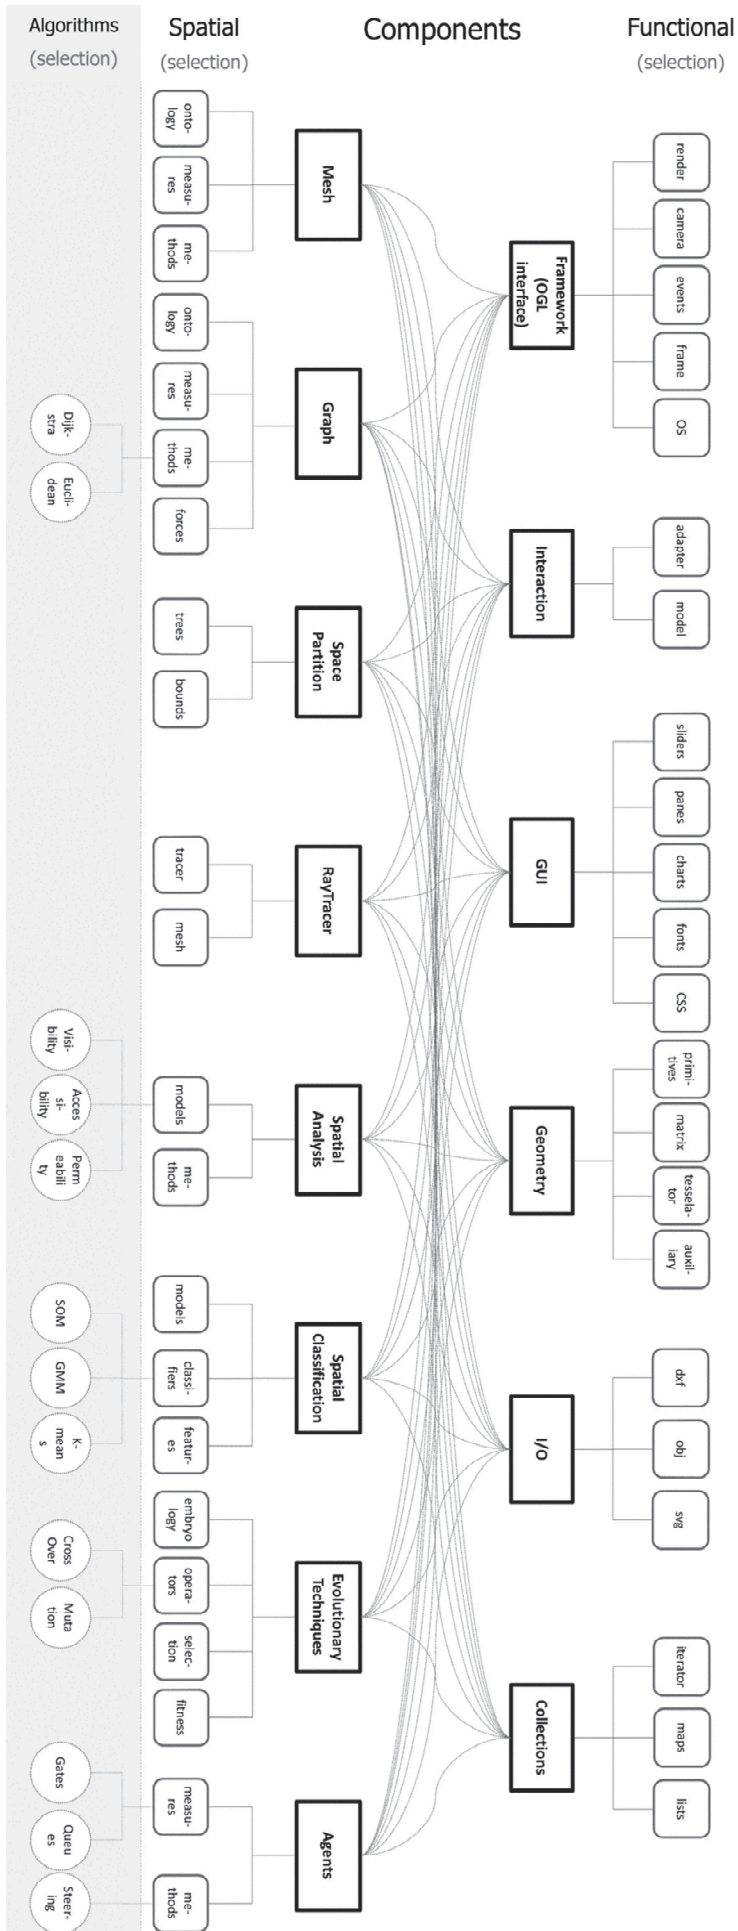 Algorithms
(selection)
Spatial
(selection)
Components
Functional
(selection)
render
camera
events
frame
OS
Framework
(OGL
interface)
adapter
model
Interaction
sliders
panes
charts
fonts
CSS
GUI
primi-
tives
matrix
tessela-
tor
auxil-
iary
Geometry
dxf
obj
svg
I/O
iterator
maps
lists
Collections
Mesh
onto-
logy
measu-
res
me-
thods
Graph
onto-
logy
measu-
res
me-
thods
forces
Dijk-
stra
Eucli-
dean
Space
Partition
trees
bounds
RayTracer
tracer
mesh
Spatial
Analysis
models
me-
thods
Visi-
bility
Acces
si-
bility
Perm
eabili
ty
Spatial
Classification
models
classi-
fiers
featur-
es
SOM
GMM
K-
mean
s
Evolutionary
Techniques
embryo
logy
opera-
tors
selec-
tion
fitness
Cross
Over
Muta
tion
Agents
measu-
res
me-
thods
Gates
Queu
es
Steer-
ing